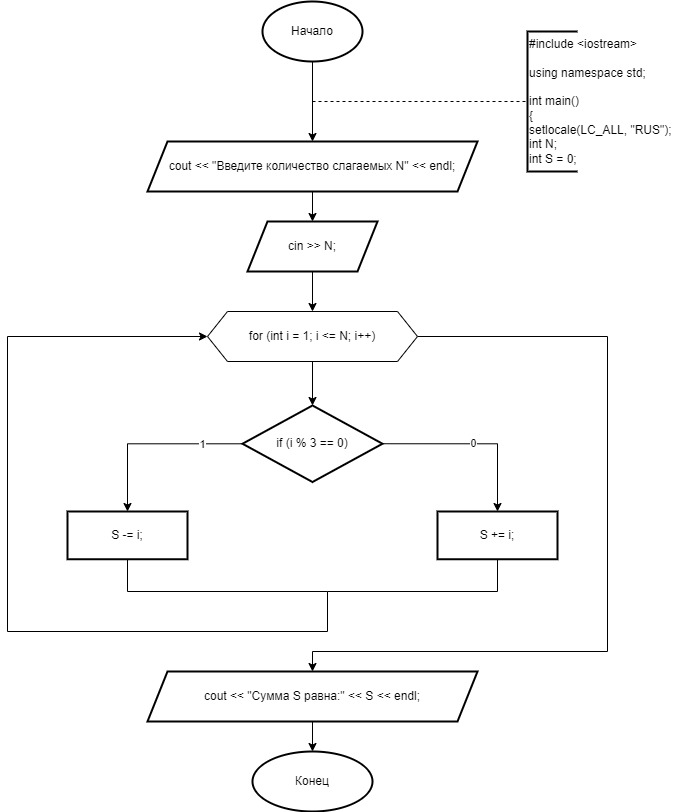 Начало
#include <iostream>
using namespace std;
int main()
{
setlocale(LC_ALL, "RUS");
int N;
int S = 0;
cout << "Введите количество слагаемых N" << endl;
cin >> N;
for (int i = 1; i <= N; i++)
if (i % 3 == 0)
1
0
S -= i;
S += i;
cout << "Сумма S равна:" << S << endl;
Конец